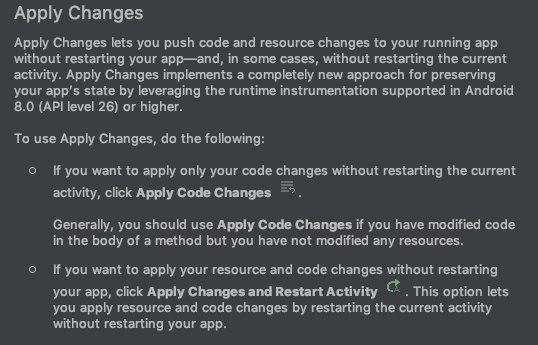 Apply Changes
Apply Changes lets you push code and resource changes to your running app
without restarting your app—and, in some cases, without restarting the current
activity. Apply Changes implements a completely new approach for preserving
your app's state by leveraging the runtime instrumentation supported in Android
8.0 (API level 26) or higher.
To use Apply Changes, do the following:
If you want to apply only your code changes without restarting the current
activity, click Apply Code Changes .
Generally, you should use Apply Code Changes if you have modified code
in the body of a method but you have not modified any resources.
If you want to apply your resource and code changes without restarting
your app, click Apply Changes and Restart Activity . This option lets
you apply resource and code changes by restarting the current activity
without restarting your app.